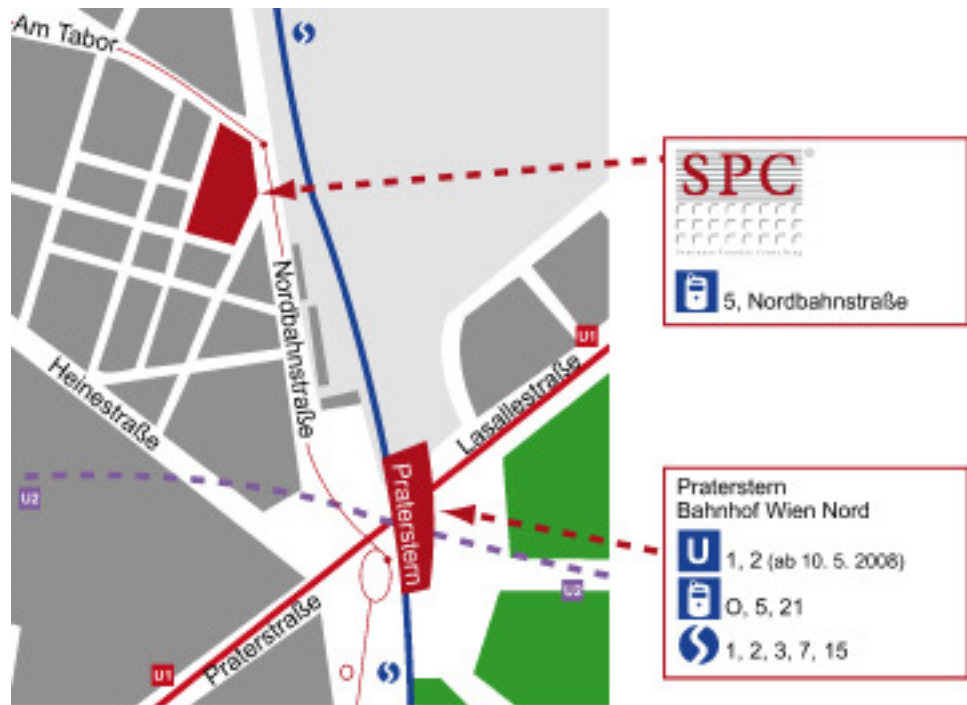 Am Tabor
Nordbahnstraße
Heinestraße
Lasallestraße
U1
U2
Praterstern
U2
Praterstraße
U1
O
SPC
®
5, Nordbahnstraße
Praterstern
Bahnhof Wien Nord
U 1, 2 (ab 10. 5. 2008)
O, 5, 21
1, 2, 3, 7, 15